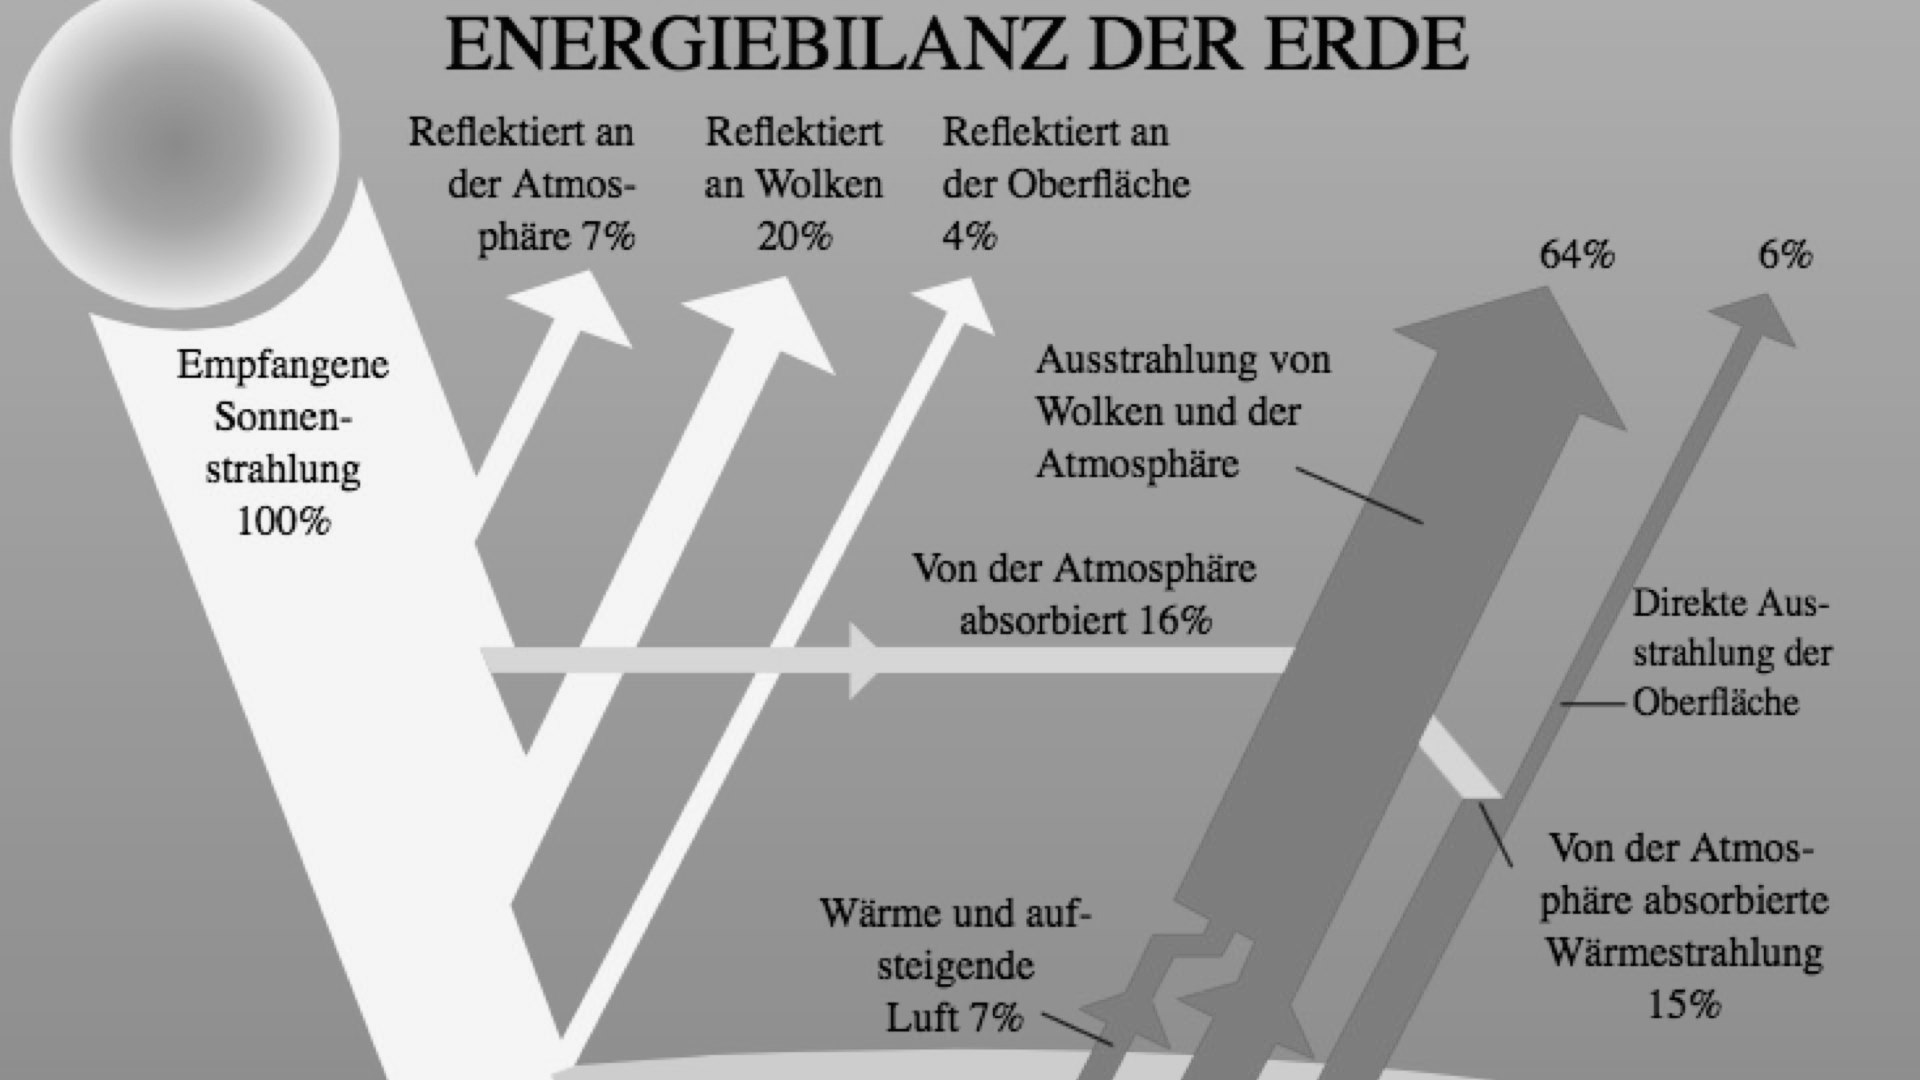 ENERGIEBILANZ DER ERDE
Reflektiert an
der Atmos-
phäre 7%
Reflektiert
an Wolken
20%
Reflektiert an
der Oberfläche
4%
64%
6%
Empfangene
Sonnen-
strahlung
100%
Ausstrahlung von
Wolken und der
Atmosphäre
Von der Atmosphäre
absorbiert 16%
Direkte Aus-
strahlung der
Oberfläche
Wärme und auf-
steigende
Luft 7%
Von der Atmos-
phäre absorbierte
Wärmestrahlung
15%